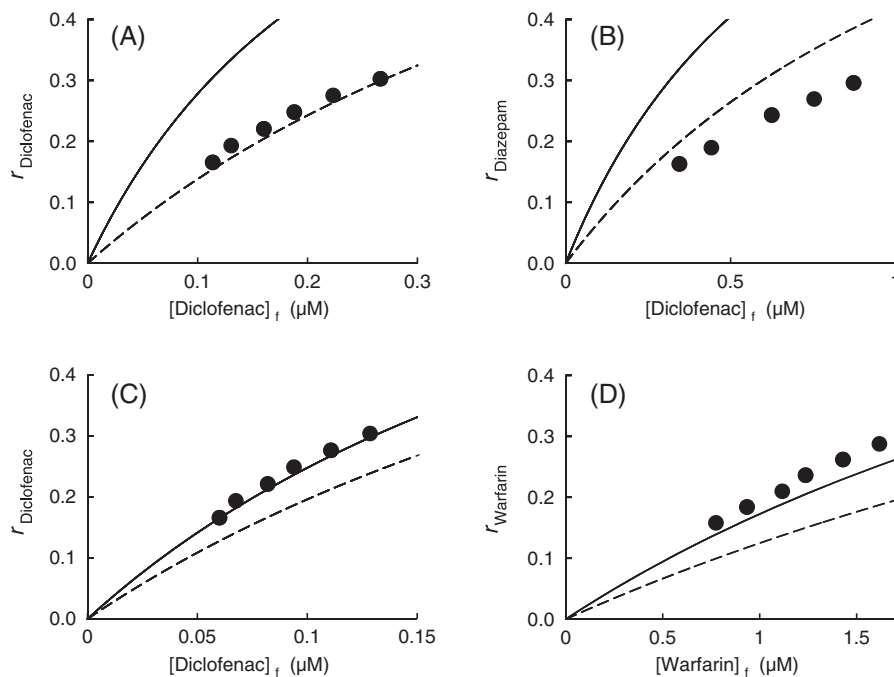 (A)
0.4
0.3
0.2
0.1
0.0
r Diclofenac
0 0.1 0.2 0.3
[Diclofenac] f (µM)
(B)
0.4
0.3
0.2
0.1
0.0
r Diazepam
0 0.5 1
[Diclofenac] f (µM)
(C)
0.4
0.3
0.2
0.1
0.0
r Diclofenac
0 0.05 0.1 0.15
[Diclofenac] f (µM)
(D)
0.4
0.3
0.2
0.1
0.0
r Warfarin
0 0.5 1 1.5
[Warfarin] f (µM)